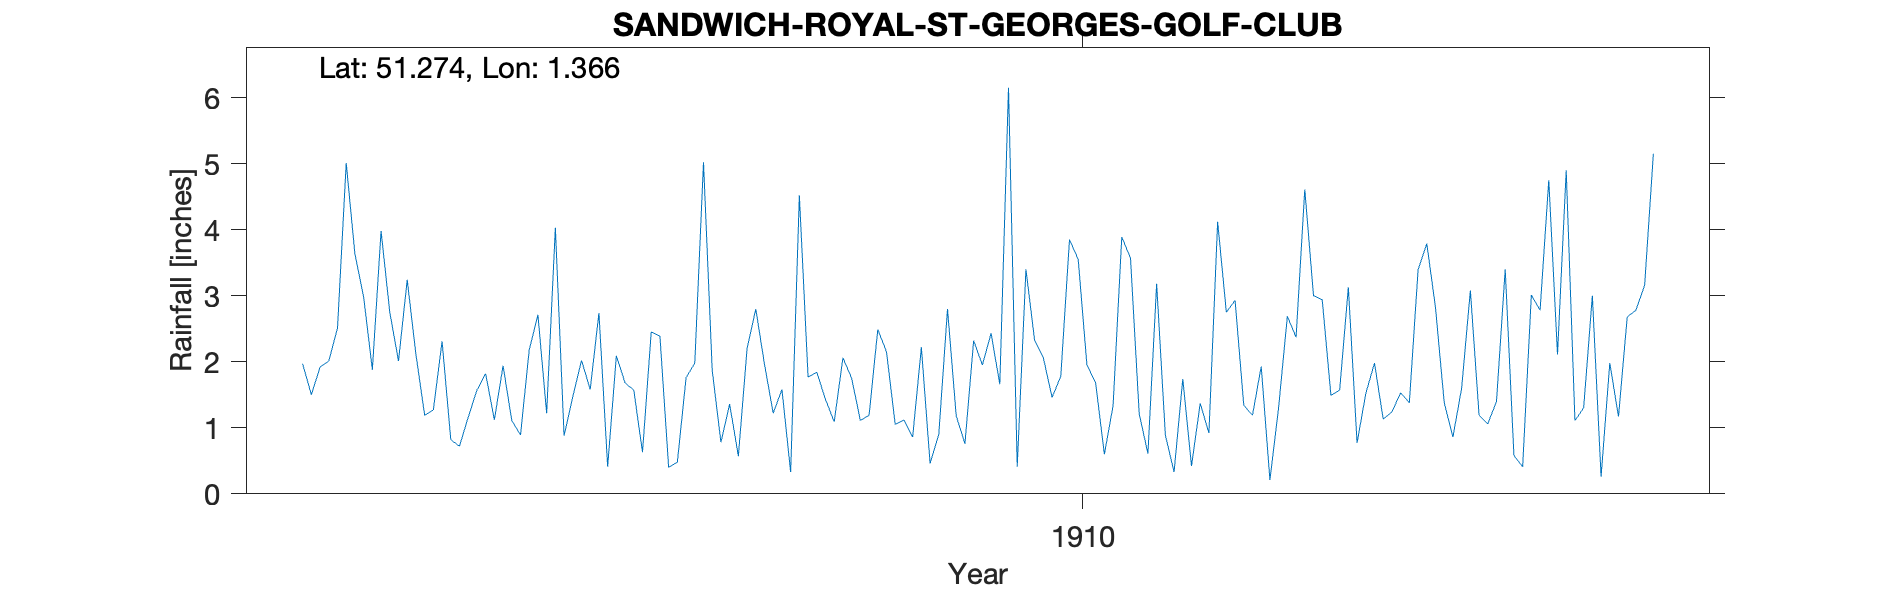 SANDWICH-ROYAL-ST-GEORGES-GOLF-CLUB
Lat: 51.274, Lon: 1.366
6
5
4
3
2
1
0
Rainfall [inches]
1910
Year